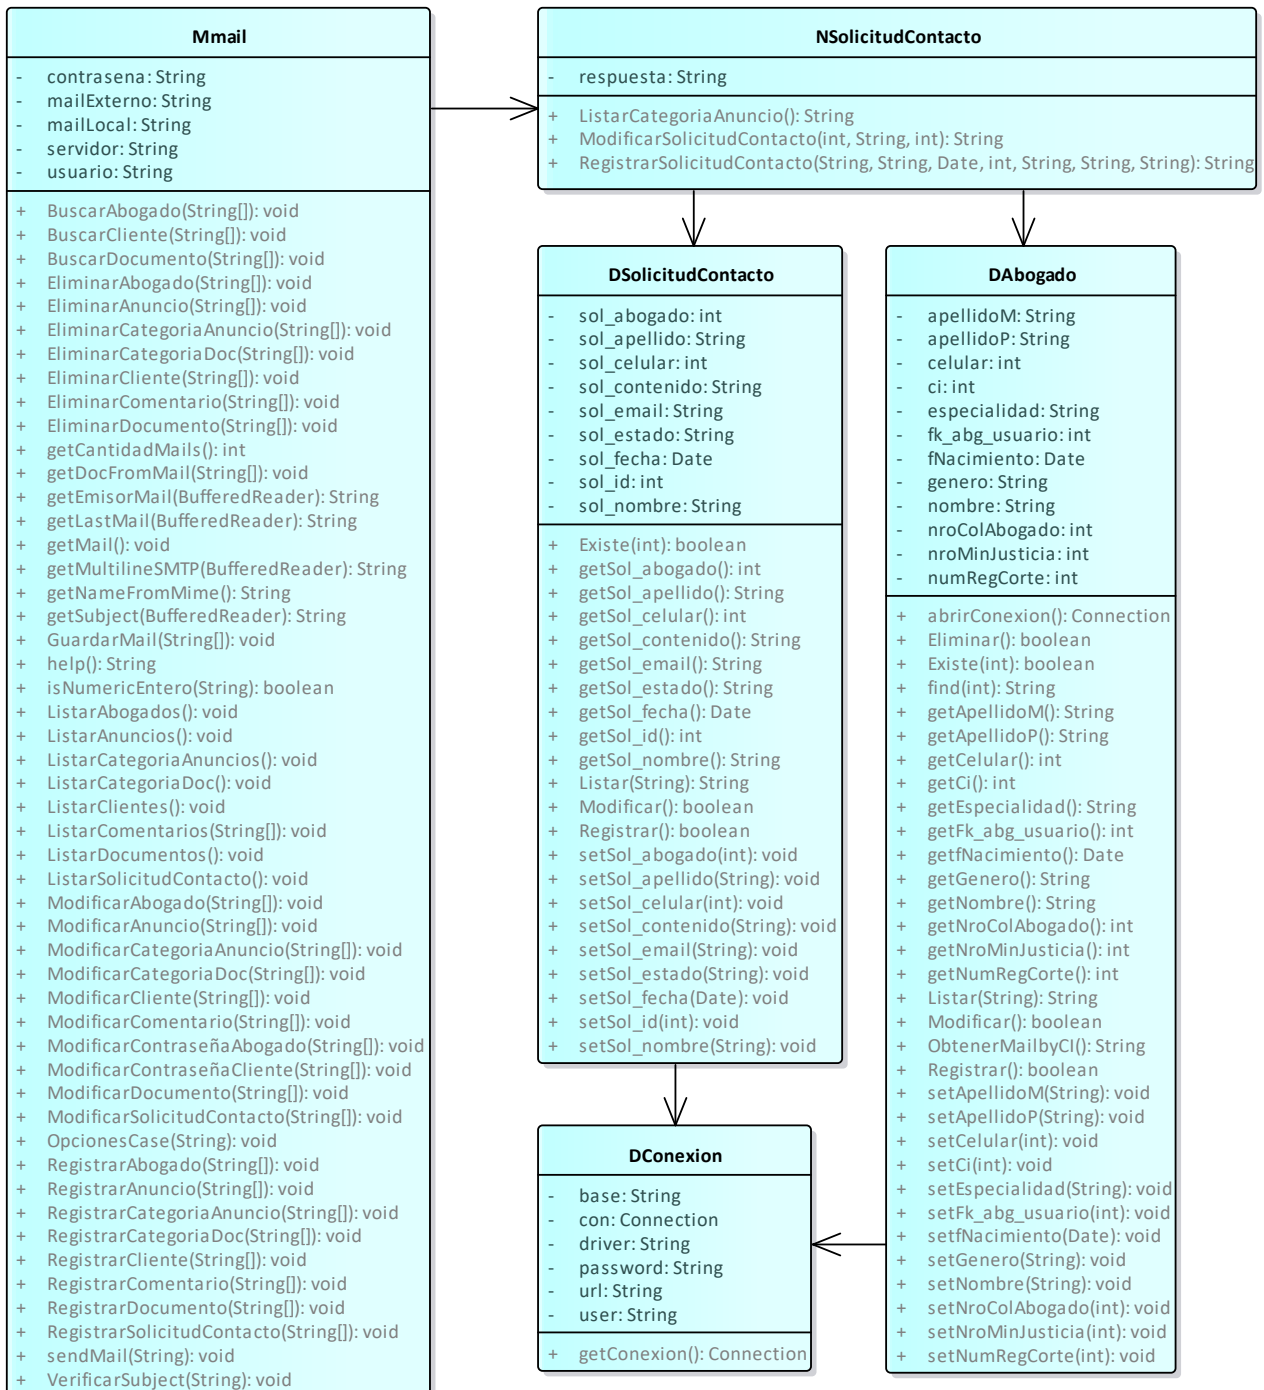 Mmail
- contrasena: String
- mailExterno: String
- mailLocal: String
- servidor: String
- usuario: String
+ BuscarAbogado(String[]): void
+ BuscarCliente(String[]): void
+ BuscarDocumento(String[]): void
+ EliminarAbogado(String[]): void
+ EliminarAnuncio(String[]): void
+ EliminarCategoriaAnuncio(String[]): void
+ EliminarCategoriaDoc(String[]): void
+ EliminarCliente(String[]): void
+ EliminarComentario(String[]): void
+ EliminarDocumento(String[]): void
+ getCantidadMails(): int
+ getDocFromMail(String[]): void
+ getEmisorMail(BufferedReader): String
+ getLastMail(BufferedReader): String
+ getMail(): void
+ getMultilineSMTP(BufferedReader): String
+ getNameFromMime(): String
+ getSubject(BufferedReader): String
+ GuardarMail(String[]): void
+ help(): String
+ isNumericEntero(String): boolean
+ ListarAbogados(): void
+ ListarAnuncios(): void
+ ListarCategoriaAnuncios(): void
+ ListarCategoriaDoc(): void
+ ListarClientes(): void
+ ListarComentarios(String[]): void
+ ListarDocumentos(): void
+ ListarSolicitudContacto(): void
+ ModificarAbogado(String[]): void
+ ModificarAnuncio(String[]): void
+ ModificarCategoriaAnuncio(String[]): void
+ ModificarCategoriaDoc(String[]): void
+ ModificarCliente(String[]): void
+ ModificarComentario(String[]): void
+ ModificarContraseñaAbogado(String[]): void
+ ModificarContraseñaCliente(String[]): void
+ ModificarDocumento(String[]): void
+ ModificarSolicitudContacto(String[]): void
+ OpcionesCase(String): void
+ RegistrarAbogado(String[]): void
+ RegistrarAnuncio(String[]): void
+ RegistrarCategoriaAnuncio(String[]): void
+ RegistrarCategoriaDoc(String[]): void
+ RegistrarCliente(String[]): void
+ RegistrarComentario(String[]): void
+ RegistrarDocumento(String[]): void
+ RegistrarSolicitudContacto(String[]): void
+ sendMail(String): void
+ VerificarSubject(String): void
NSolicitudContacto
- respuesta: String
+ ListarCategoriaAnuncio(): String
+ ModificarSolicitudContacto(int, String, int): String
+ RegistrarSolicitudContacto(String, String, Date, int, String, String, String): String
DSolicitudContacto
- sol_abogado: int
- sol_apellido: String
- sol_celular: int
- sol_contenido: String
- sol_email: String
- sol_estado: String
- sol_fecha: Date
- sol_id: int
- sol_nombre: String
+ Existe(int): boolean
+ getSol_abogado(): int
+ getSol_apellido(): String
+ getSol_celular(): int
+ getSol_contenido(): String
+ getSol_email(): String
+ getSol_estado(): String
+ getSol_fecha(): Date
+ getSol_id(): int
+ getSol_nombre(): String
+ Listar(String): String
+ Modificar(): boolean
+ Registrar(): boolean
+ setSol_abogado(int): void
+ setSol_apellido(String): void
+ setSol_celular(int): void
+ setSol_contenido(String): void
+ setSol_email(String): void
+ setSol_estado(String): void
+ setSol_fecha(Date): void
+ setSol_id(int): void
+ setSol_nombre(String): void
DAbogado
- apellidoM: String
- apellidoP: String
- celular: int
- ci: int
- especialidad: String
- fk_abg_usuario: int
- fNacimiento: Date
- genero: String
- nombre: String
- nroColAbogado: int
- nroMinJusticia: int
- numRegCorte: int
+ abrirConexion(): Connection
+ Eliminar(): boolean
+ Existe(int): boolean
+ find(int): String
+ getApellidoM(): String
+ getApellidoP(): String
+ getCelular(): int
+ getCi(): int
+ getEspecialidad(): String
+ getFk_abg_usuario(): int
+ getfNacimiento(): Date
+ getGenero(): String
+ getNombre(): String
+ getNroColAbogado(): int
+ getNroMinJusticia(): int
+ getNumRegCorte(): int
+ Listar(String): String
+ Modificar(): boolean
+ ObtenerMailbyCI(): String
+ Registrar(): boolean
+ setApellidoM(String): void
+ setApellidoP(String): void
+ setCelular(int): void
+ setCi(int): void
+ setEspecialidad(String): void
+ setFk_abg_usuario(int): void
+ setfNacimiento(Date): void
+ setGenero(String): void
+ setNombre(String): void
+ setNroColAbogado(int): void
+ setNroMinJusticia(int): void
+ setNumRegCorte(int): void
DConexion
- base: String
- con: Connection
- driver: String
- password: String
- url: String
- user: String
+ getConexion(): Connection